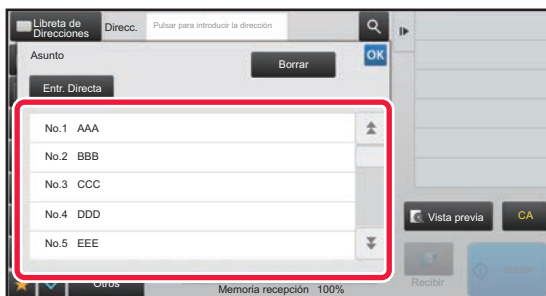 Libreta de
Direcciones
Direcc.
Pulsar para introducir la dirección
Asunto
Borrar
OK
Entr. Directa
No.1 AAA
No.2 BBB
No.3 CCC
No.4 DDD
No.5 EEE
Vista previa
CA
Otros
Memoria recepción 100%
Recibir
Iniciar